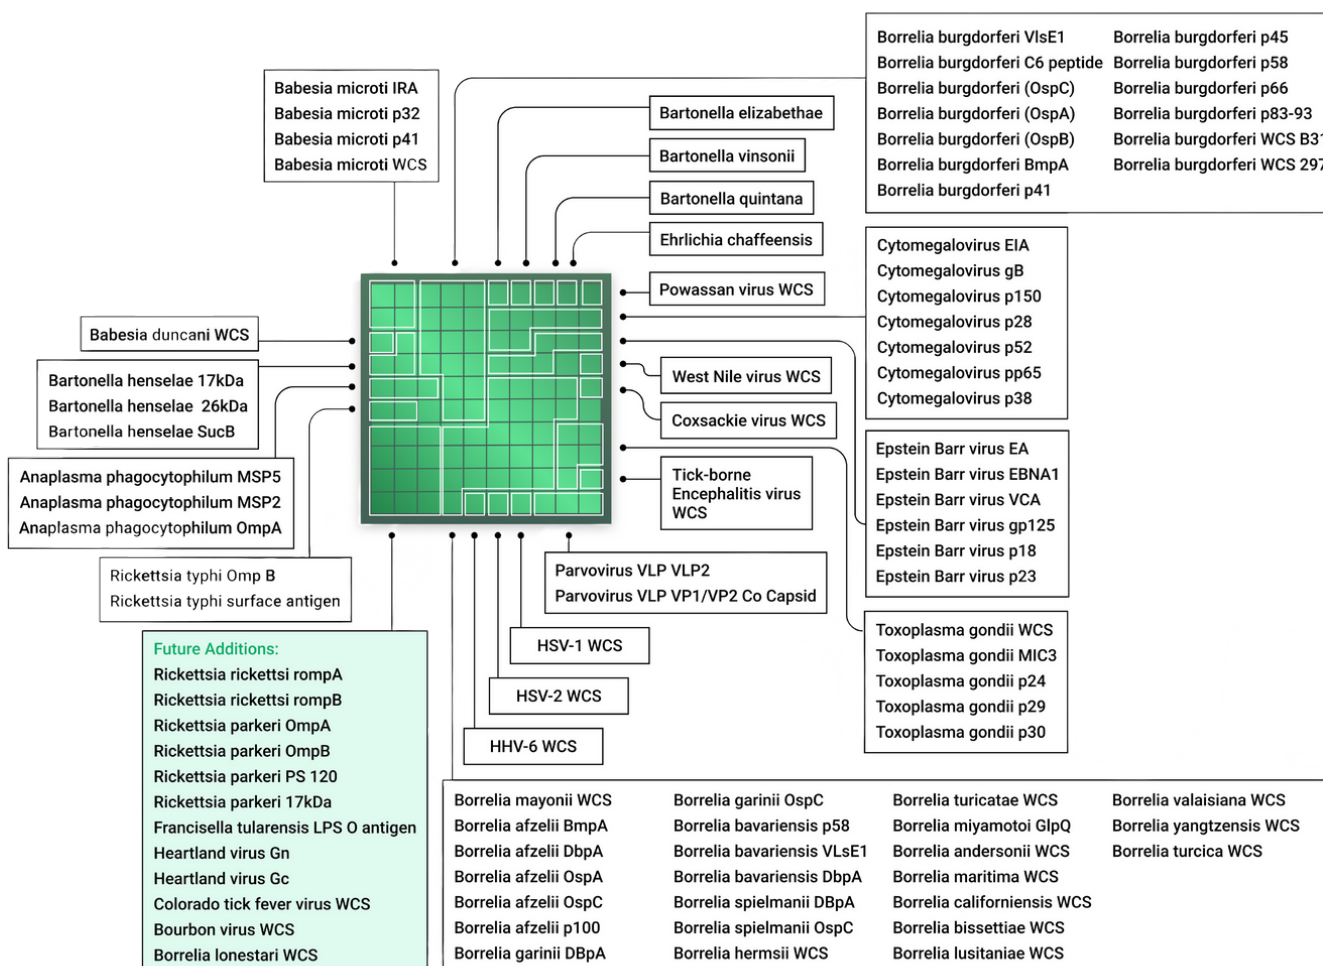 Babesia microti IRA
Babesia microti p32
Babesia microti p41
Babesia microti WCS
Borrelia burgdorferi VlsE1
Borrelia burgdorferi C6 peptide
Borrelia burgdorferi (OspC)
Borrelia burgdorferi (OspA)
Borrelia burgdorferi (OspB)
Borrelia burgdorferi BmpA
Borrelia burgdorferi p41
Borrelia burgdorferi p45
Borrelia burgdorferi p58
Borrelia burgdorferi p66
Borrelia burgdorferi p83-93
Borrelia burgdorferi WCS B31
Borrelia burgdorferi WCS 297
Bartonella elizabethae
Bartonella vinsonii
Bartonella quintana
Ehrlichia chaffeensis
Powassan virus WCS
Cytomegalovirus EIA
Cytomegalovirus gB
Cytomegalovirus p150
Cytomegalovirus p28
Cytomegalovirus p52
Cytomegalovirus pp65
Cytomegalovirus p38
Babesia duncani WCS
Bartonella henselae 17kDa
Bartonella henselae 26kDa
Bartonella henselae SucB
West Nile virus WCS
Coxsackie virus WCS
Epstein Barr virus EA
Epstein Barr virus EBNA1
Epstein Barr virus VCA
Epstein Barr virus gp125
Epstein Barr virus p18
Epstein Barr virus p23
Anaplasma phagocytophilum MSP5
Anaplasma phagocytophilum MSP2
Anaplasma phagocytophilum OmpA
Tick-borne
Encephalitis virus
WCS
Rickettsia typhi Omp B
Rickettsia typhi surface antigen
Parvovirus VLP VLP2
Parvovirus VLP VP1/VP2 Co Capsid
Toxoplasma gondii WCS
Toxoplasma gondii MIC3
Toxoplasma gondii p24
Toxoplasma gondii p29
Toxoplasma gondii p30
HSV-1 WCS
HSV-2 WCS
HHV-6 WCS
Future Additions:
Rickettsia rickettsi rompA
Rickettsia rickettsi rompB
Rickettsia parkeri OmpA
Rickettsia parkeri OmpB
Rickettsia parkeri PS 120
Rickettsia parkeri 17kDa
Francisella tularensis LPS O antigen
Heartland virus Gn
Heartland virus Gc
Colorado tick fever virus WCS
Bourbon virus WCS
Borrelia lonestari WCS
Borrelia mayonii WCS
Borrelia afzelii BmpA
Borrelia afzelii DbpA
Borrelia afzelii OspA
Borrelia afzelii OspC
Borrelia afzelii p100
Borrelia garinii DBpA
Borrelia garinii OspC
Borrelia bavariensis p58
Borrelia bavariensis VLsE1
Borrelia bavariensis DbpA
Borrelia spielmanii DBpA
Borrelia spielmanii OspC
Borrelia hermsii WCS
Borrelia turicatae WCS
Borrelia miyamotoi GlpQ
Borrelia andersonii WCS
Borrelia maritima WCS
Borrelia californiensis WCS
Borrelia bissettiae WCS
Borrelia lusitaniae WCS
Borrelia valaisiana WCS
Borrelia yangtzensis WCS
Borrelia turcica WCS